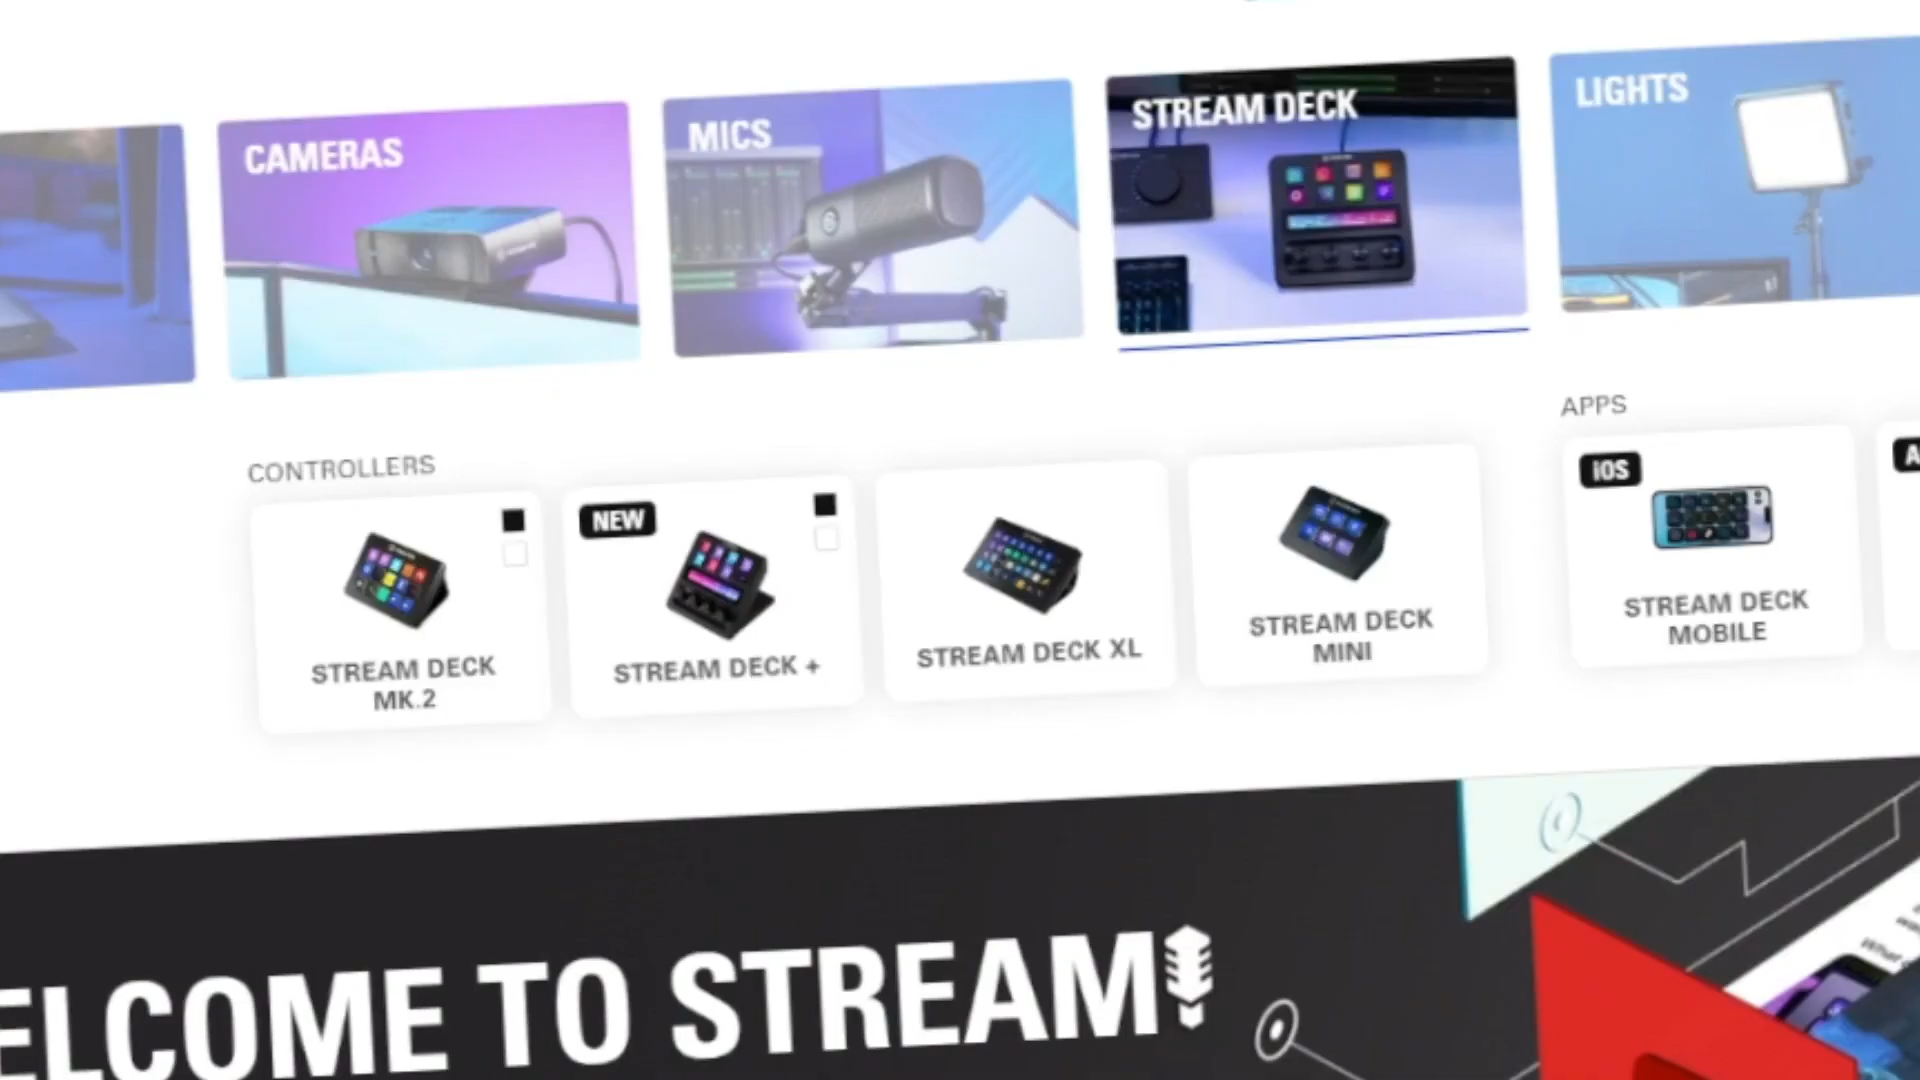 CAMERAS
MICS
STREAM DECK
LIGHTS
CONTROLLERS
APPS
STREAM DECK
MK.2
NEW
STREAM DECK +
STREAM DECK XL
STREAM DECK
MINI
iOS
STREAM DECK
MOBILE
ELCOME TO STREAM
What